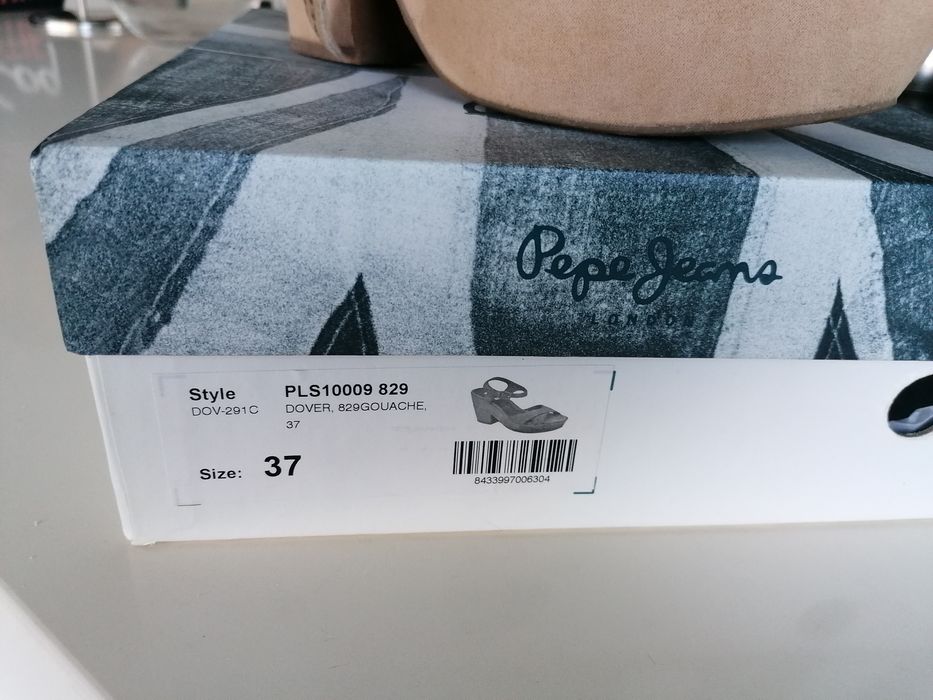 Pepe Jeans
LONDON
Style PLS10009 829
DOV-291C DOVER, 829GOUACHE,
37
Size: 37
8433997006304